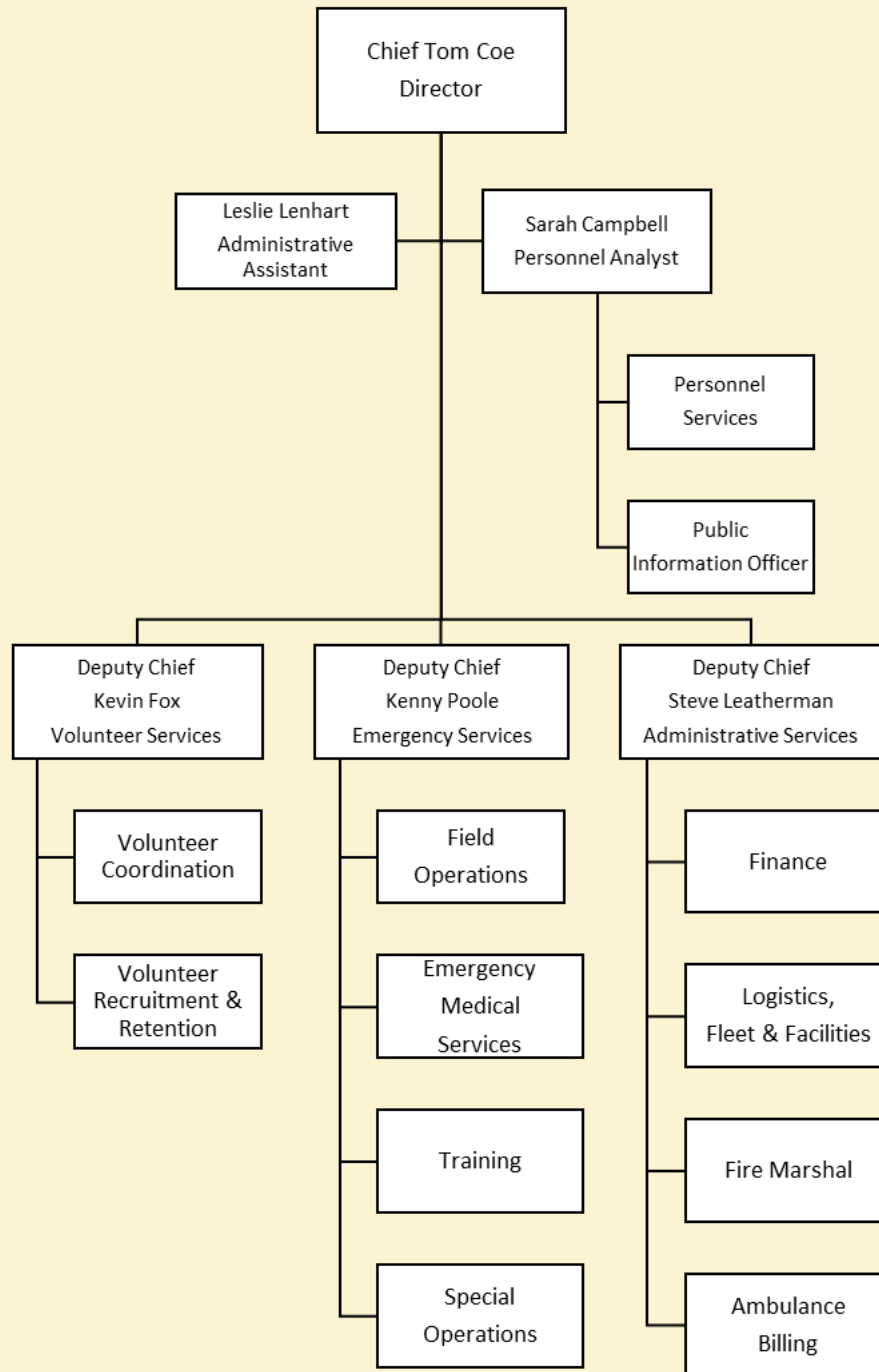 Chief Tom Coe
Director
Leslie Lenhart
Administrative
Assistant
Sarah Campbell
Personnel Analyst
Personnel
Services
Public
Information Officer
Deputy Chief
Kevin Fox
Volunteer Services
Deputy Chief
Kenny Poole
Emergency Services
Deputy Chief
Steve Leatherman
Administrative Services
Volunteer
Coordination
Volunteer
Recruitment &
Retention
Field
Operations
Emergency
Medical
Services
Training
Special
Operations
Finance
Logistics,
Fleet & Facilities
Fire Marshal
Ambulance
Billing